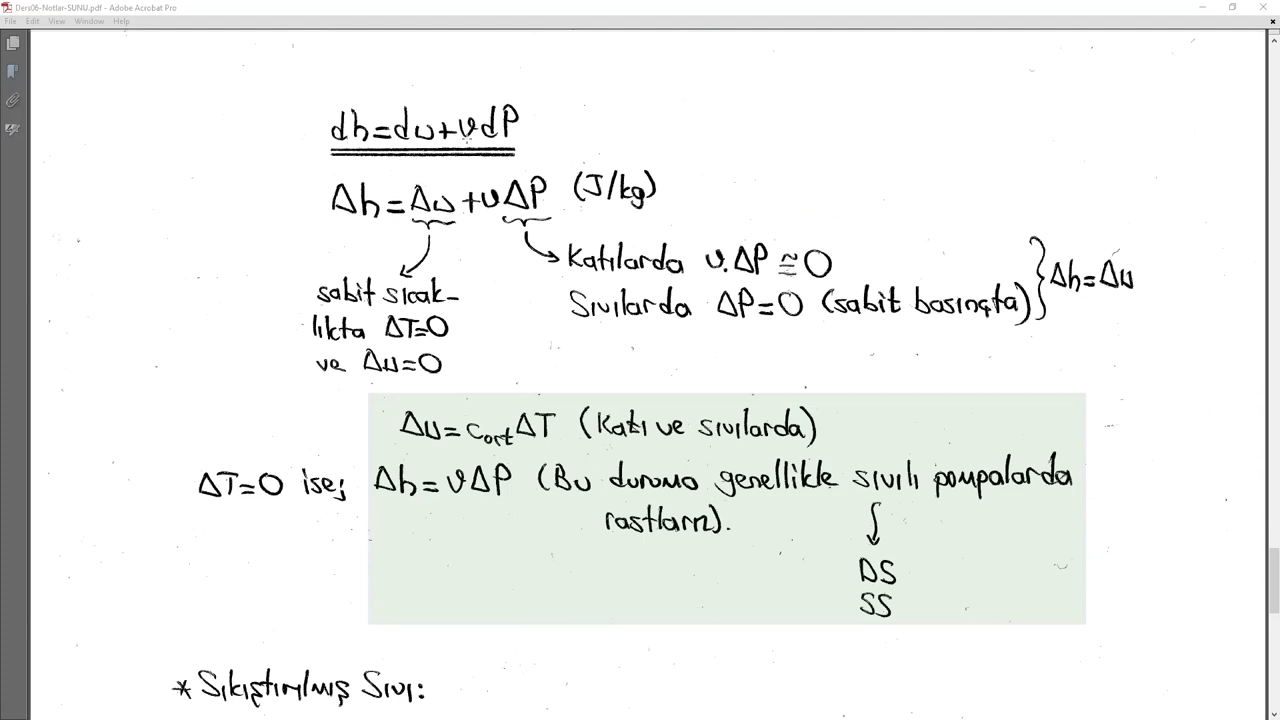 Ders06-Notlar-SUNU.pdf - Adobe Acrobat Pro
File Edit View Window Help
dh=du+vdP
Δh=Δu+vΔP (J/kg)
Katılarda v.ΔP ≅ 0
Sıvılarda ΔP=0 (sabit basınçta) } Δh=Δu
sabit sıcak-
lıkta ΔT=0
ve Δu=0
Δu=cortΔT (Katı ve sıvılarda)
ΔT=0 ise; Δh=vΔP (Bu duruma genellikle sıvılı pompalarda
rastlarız).
DS
SS
* Sıkıştırılmış Sıvı: